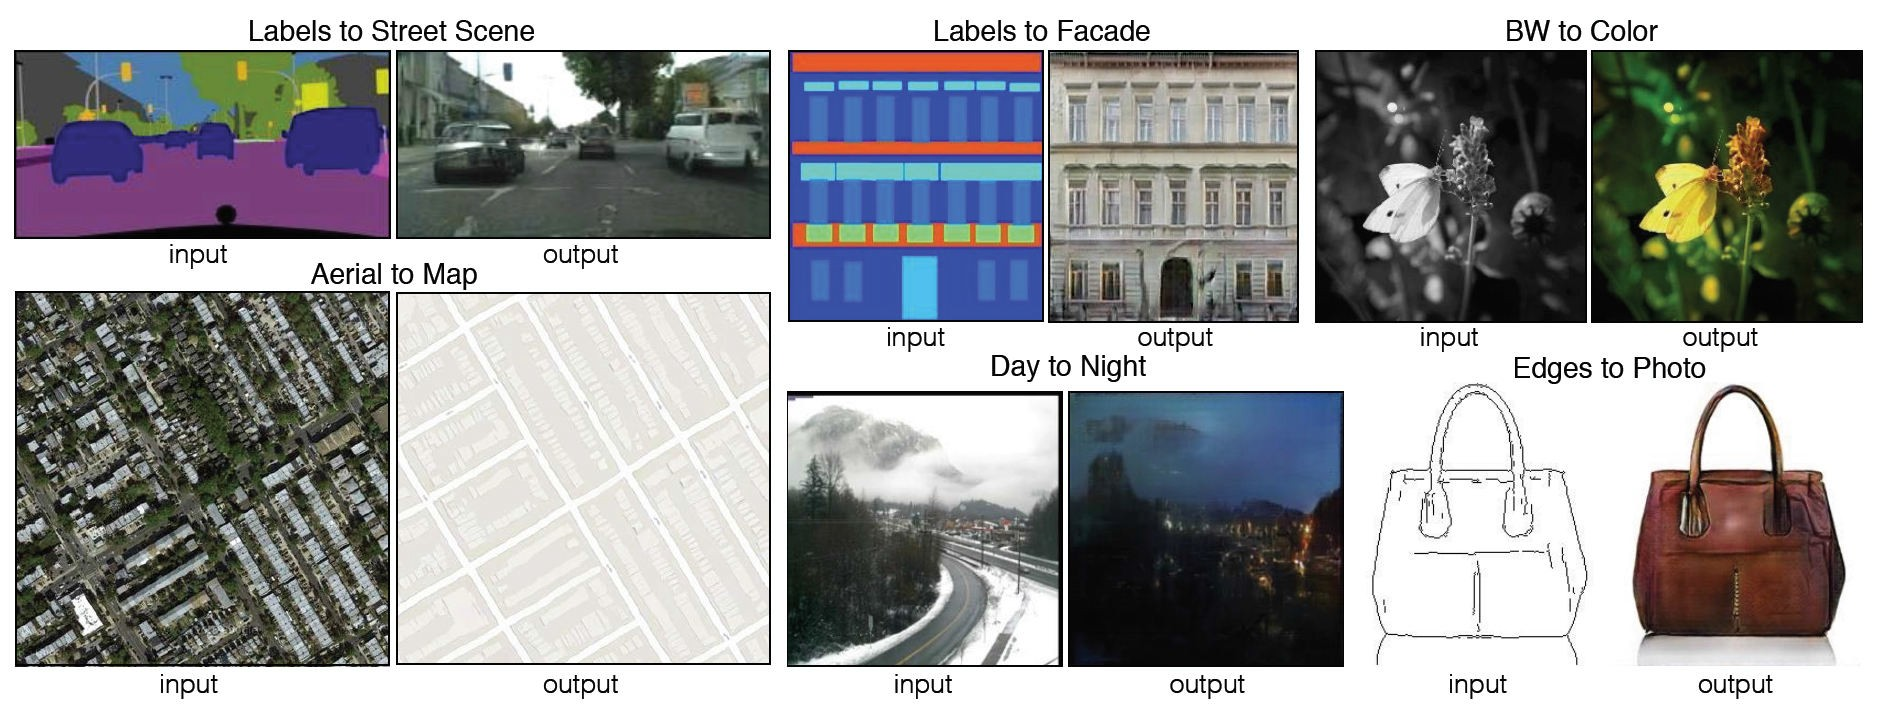 Labels to Street Scene
input
output
Aerial to Map
input
output
Labels to Facade
input
output
Day to Night
input
output
BW to Color
input
output
Edges to Photo
input
output